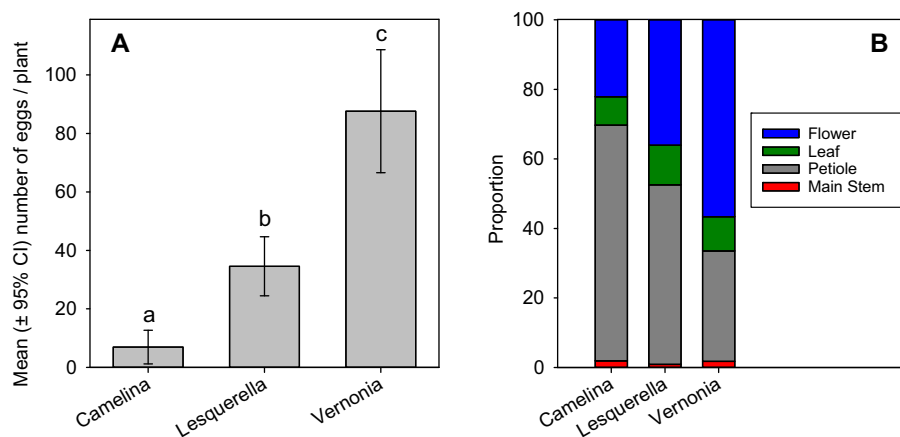 A
Mean (± 95% CI) number of eggs / plant
100
80
60
40
20
0
a
b
c
Camelina
Lesquerella
Vernonia
B
Proportion
100
80
60
40
20
0
Camelina
Lesquerella
Vernonia
Flower
Leaf
Petiole
Main Stem